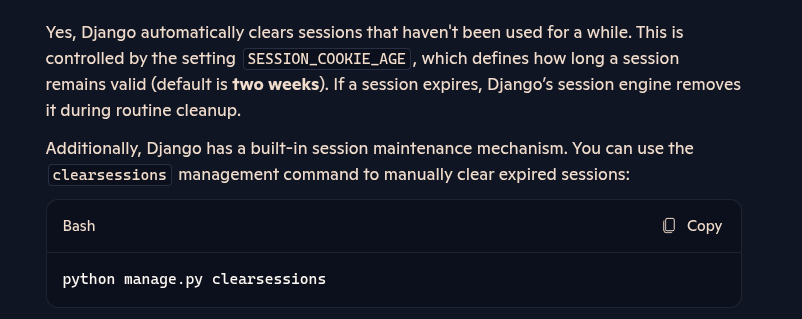 Yes, Django automatically clears sessions that haven't been used for a while. This is
controlled by the setting SESSION_COOKIE_AGE, which defines how long a session
remains valid (default is two weeks). If a session expires, Django’s session engine removes
it during routine cleanup.
Additionally, Django has a built-in session maintenance mechanism. You can use the
clearsessions management command to manually clear expired sessions:
Bash Copy
python manage.py clearsessions